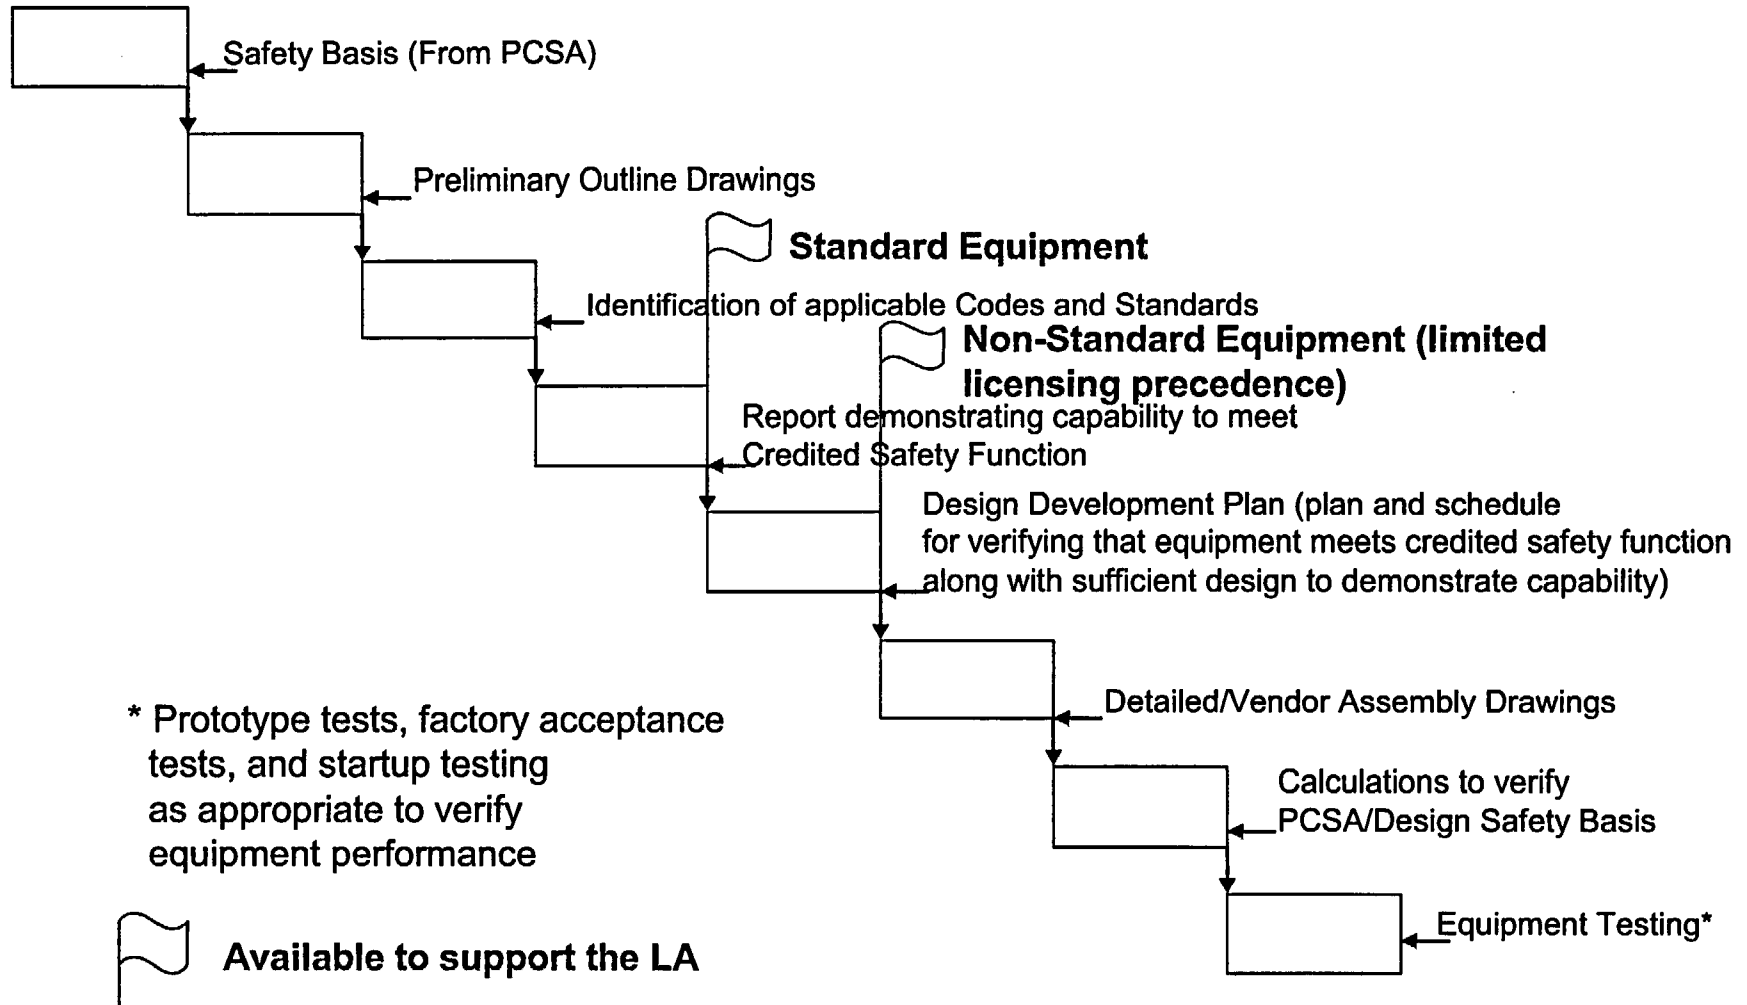 Safety Basis (From PCSA)
Preliminary Outline Drawings
Standard Equipment
Identification of applicable Codes and Standards
Non-Standard Equipment (limited
licensing precedence)
Report demonstrating capability to meet
Credited Safety Function
Design Development Plan (plan and schedule
for verifying that equipment meets credited safety function
along with sufficient design to demonstrate capability)
Detailed/Vendor Assembly Drawings
* Prototype tests, factory acceptance
tests, and startup testing
as appropriate to verify
equipment performance
Calculations to verify
PCSA/Design Safety Basis
Equipment Testing*
Available to support the LA